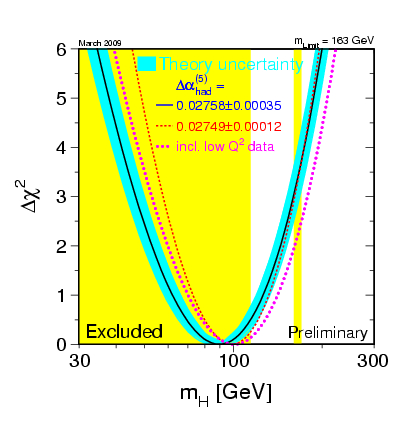 March 2009
m_Limit = 163 GeV
6
5
4
3
2
1
0
Δχ²
Theory uncertainty
Δα_had^(5) =
0.02758±0.00035
0.02749±0.00012
incl. low Q² data
Excluded
Preliminary
30
100
300
m_H [GeV]